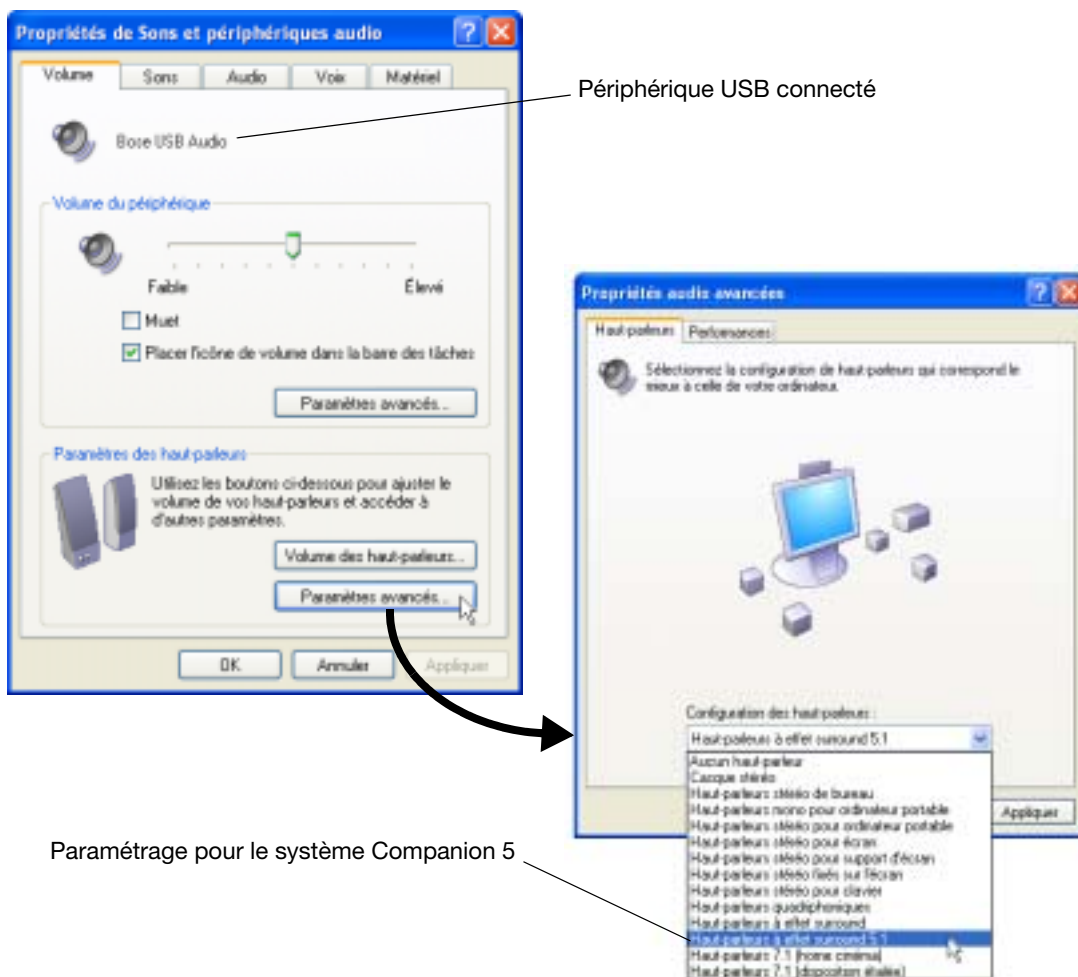 Propriétés de Sons et périphériques audio
Volume Sons Audio Voix Matériel
Périphérique USB connecté
Bose USB Audio
Volume du périphérique
Faible Élevé
Muet
Placer l'icône de volume dans la barre des tâches
Paramètres avancés...
Paramètres des haut-parleurs
Utilisez les boutons ci-dessous pour ajuster le
volume de vos haut-parleurs et accéder à
d'autres paramètres.
Volume des haut-parleurs...
Paramètres avancés...
OK Annuler Appliquer
Propriétés audio avancées
Haut-parleurs Performances
Sélectionnez la configuration de haut-parleurs qui correspond le
mieux à celle de votre ordinateur.
Configuration des haut-parleurs :
Haut-parleurs à effet surround 5.1
Aucun haut-parleur
Casque stéréo
Haut-parleurs stéréo de bureau
Haut-parleurs mono pour ordinateur portable
Haut-parleurs stéréo pour ordinateur portable
Haut-parleurs stéréo pour écran
Haut-parleurs stéréo pour support d'écran
Haut-parleurs stéréo fixés sur l'écran
Haut-parleurs stéréo pour clavier
Haut-parleurs quadriphoniques
Haut-parleurs à effet surround
Haut-parleurs à effet surround 5.1
Haut-parleurs 7.1 (home cinéma)
Haut-parleurs 7.1 (disposition étalée)
Appliquer
Paramétrage pour le système Companion 5